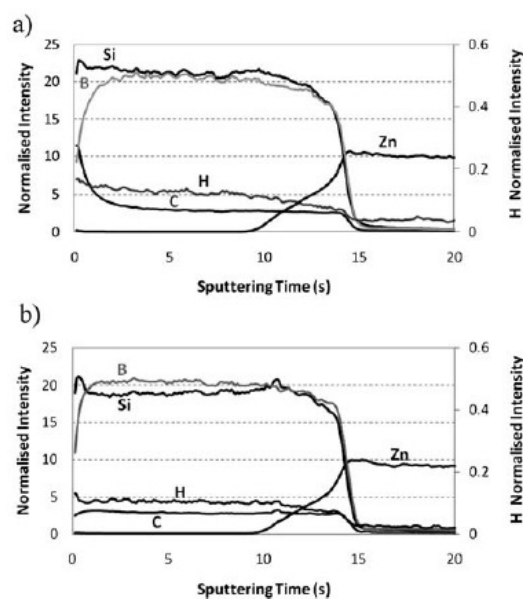 a)
25 0.6
Si
20 B
0.4
15
Zn
10
0.2
H
5 C
0 0
0 5 10 15 20
Normalised Intensity
H Normalised Intensity
Sputtering Time (s)
b)
25 0.6
B
20
Si 0.4
15
Zn
10
0.2
H
5
C
0 0
0 5 10 15 20
Normalised Intensity
H Normalised Intensity
Sputtering Time (s)